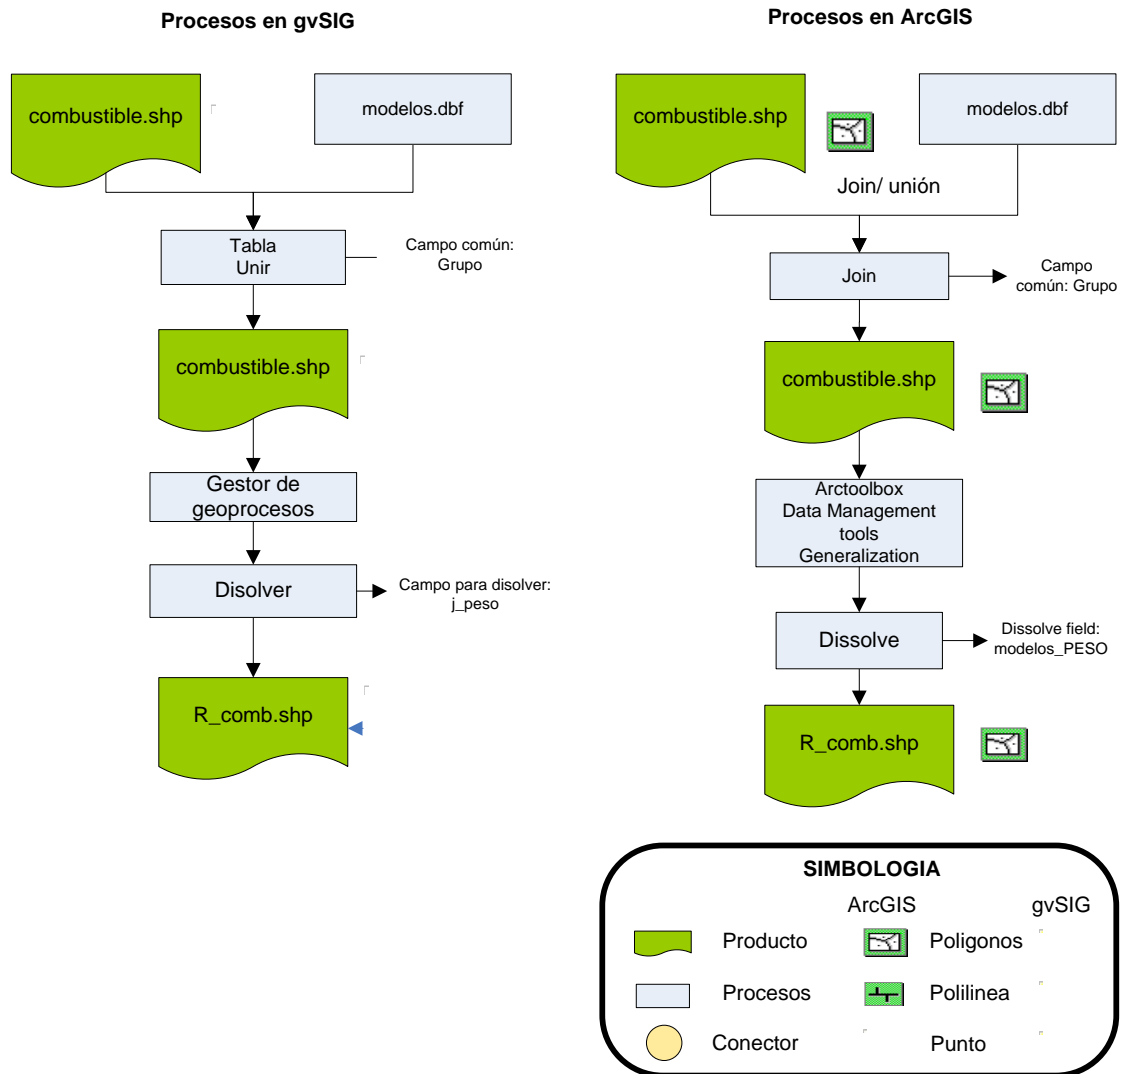 Procesos en gvSIG
combustible.shp
modelos.dbf
Tabla
Unir
Campo común:
Grupo
combustible.shp
Gestor de
geoprocesos
Disolver
Campo para disolver:
j_peso
R_comb.shp
Procesos en ArcGIS
combustible.shp
modelos.dbf
Join/ unión
Join
Campo
común: Grupo
combustible.shp
Arctoolbox
Data Management
tools
Generalization
Dissolve
Dissolve field:
modelos_PESO
R_comb.shp
SIMBOLOGIA
ArcGIS
gvSIG
Producto
Poligonos
Procesos
Polilinea
Conector
Punto